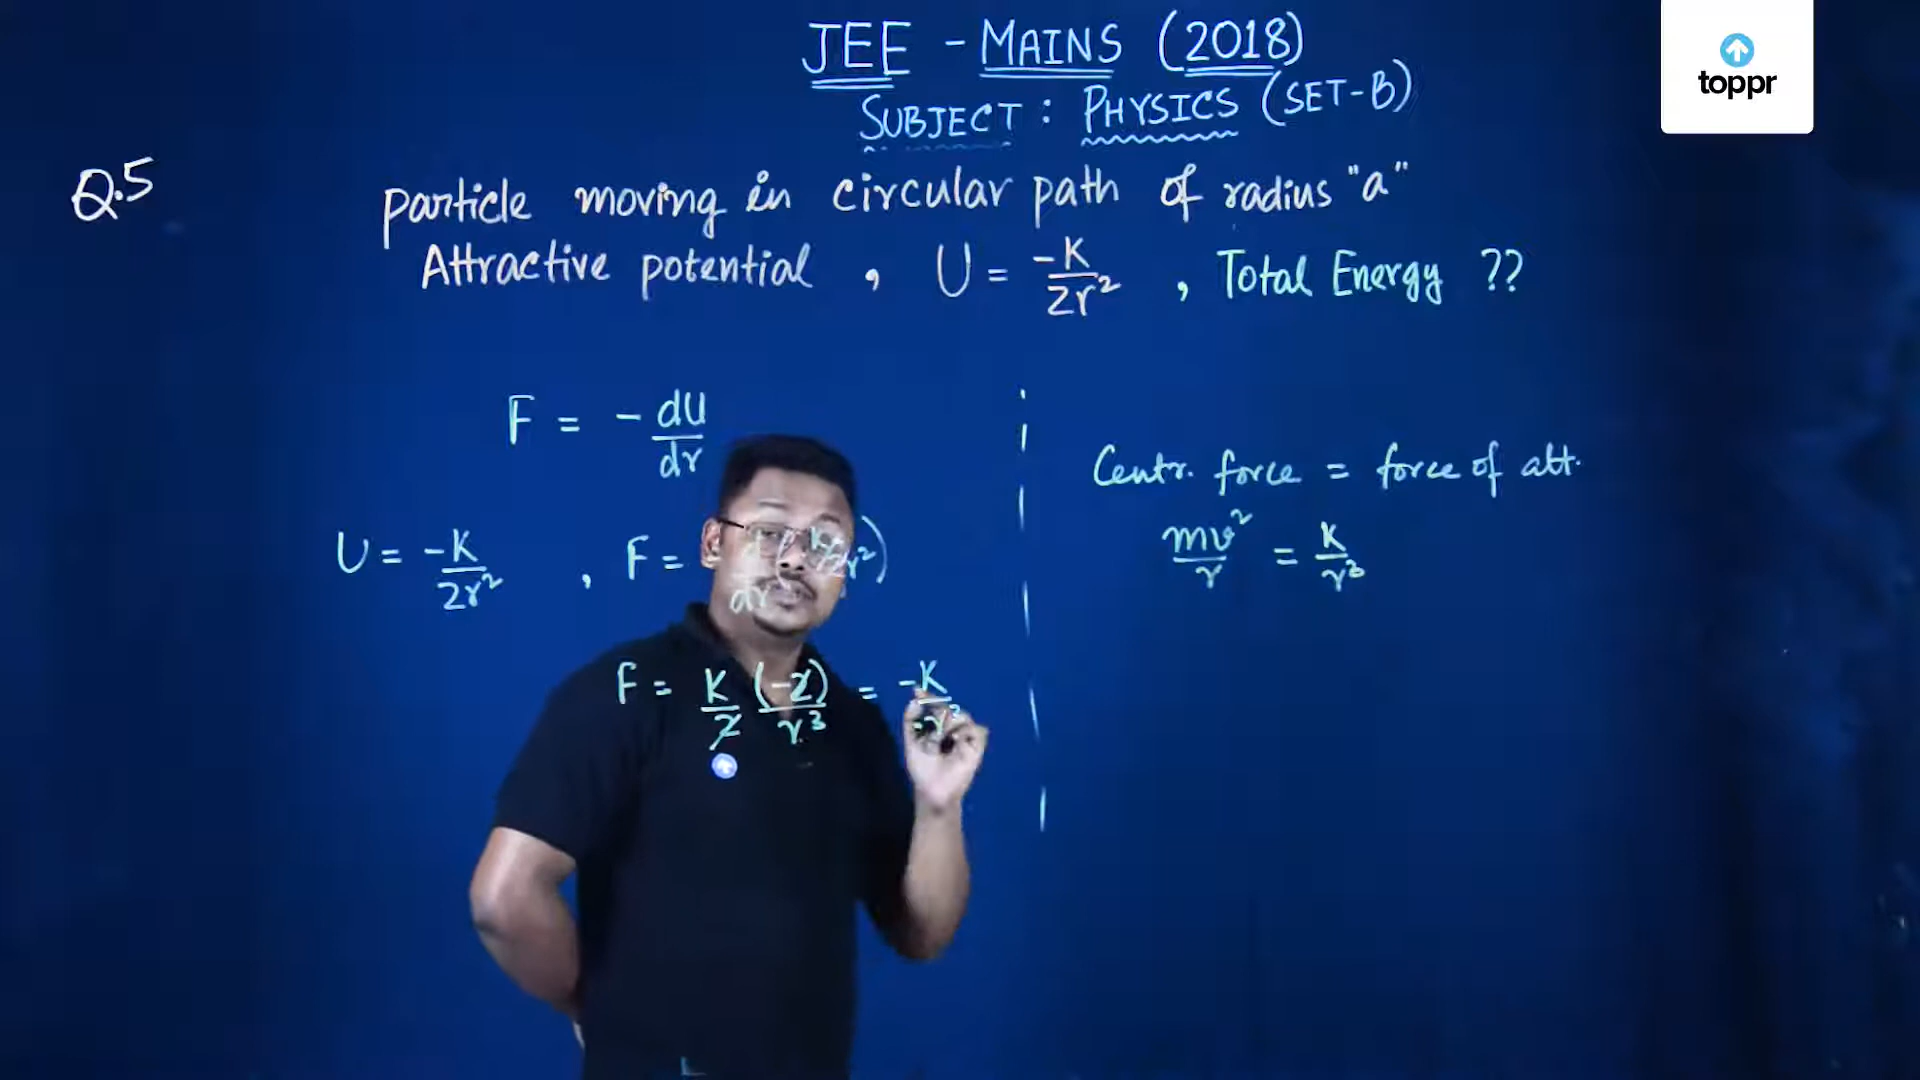 JEE - MAINS (2018)
SUBJECT : PHYSICS (SET-B)
toppr
Q.5
Particle moving in circular path of radius "a"
Attractive potential , U = -K/2r² , Total Energy ??
F = - dU/dr
U = -K/2r² , F =
F = K/2 (-2)/r³ = -K/r³
Centr. force = force of att.
mv²/r = K/r³